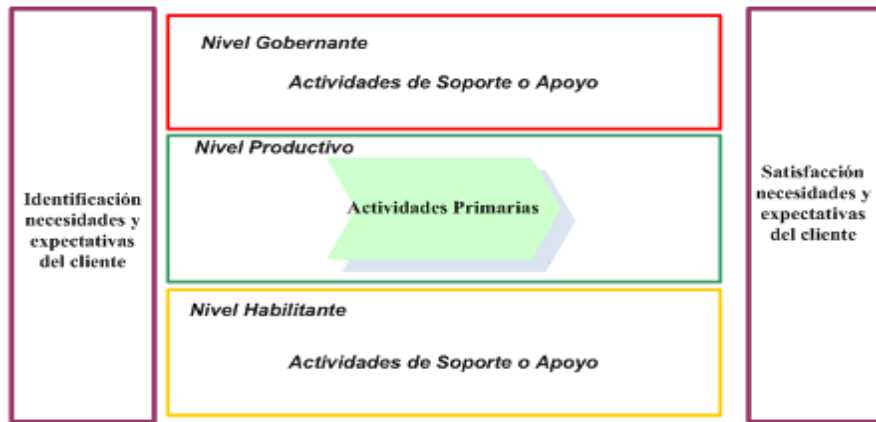 Identificación
necesidades y
expectativas
del cliente
Nivel Gobernante
Actividades de Soporte o Apoyo
Nivel Productivo
Actividades Primarias
Nivel Habilitante
Actividades de Soporte o Apoyo
Satisfacción
necesidades y
expectativas
del cliente